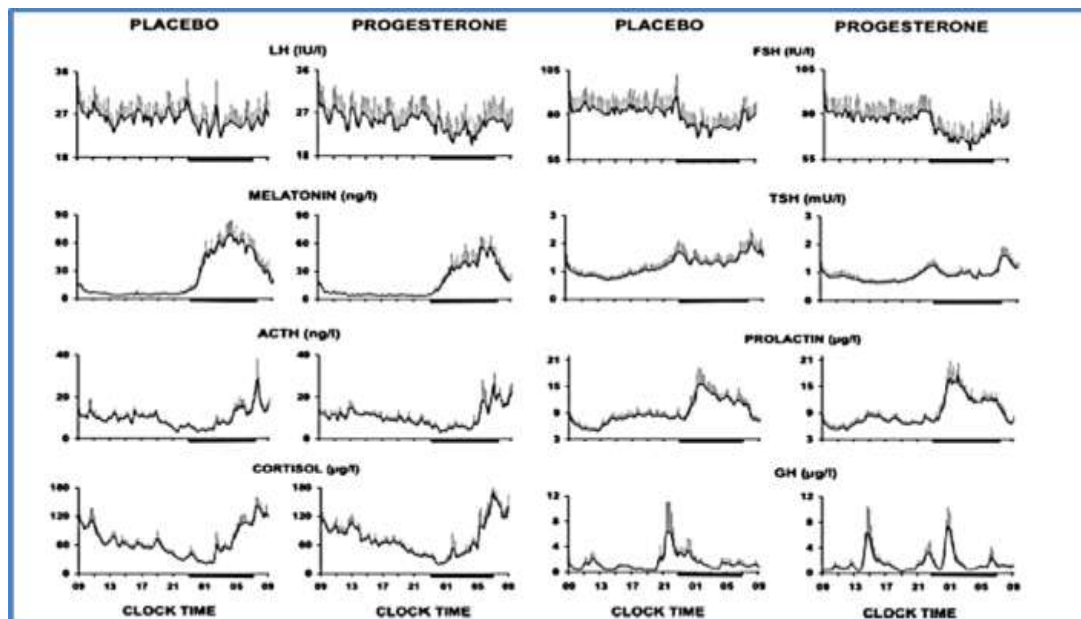 PLACEBO PROGESTERONE PLACEBO PROGESTERONE
LH (IU/l) FSH (IU/l)
36 36 105 105
27 27 80 80
18 18 55 55
MELATONIN (ng/l) TSH (mU/l)
90 90 3 3
60 60 2 2
30 30 1 1
0 0 0 0
ACTH (ng/l) PROLACTIN (µg/l)
40 40 21 21
15 15
20 20 9 9
0 0 3 3
CORTISOL (µg/l) GH (µg/l)
180 180 12 12
120 120 8 8
60 60 4 4
0 0 0 0
09 13 17 21 01 05 09 09 13 17 21 01 05 09 09 13 17 21 01 05 09 09 13 17 21 01 05 09
CLOCK TIME CLOCK TIME CLOCK TIME CLOCK TIME